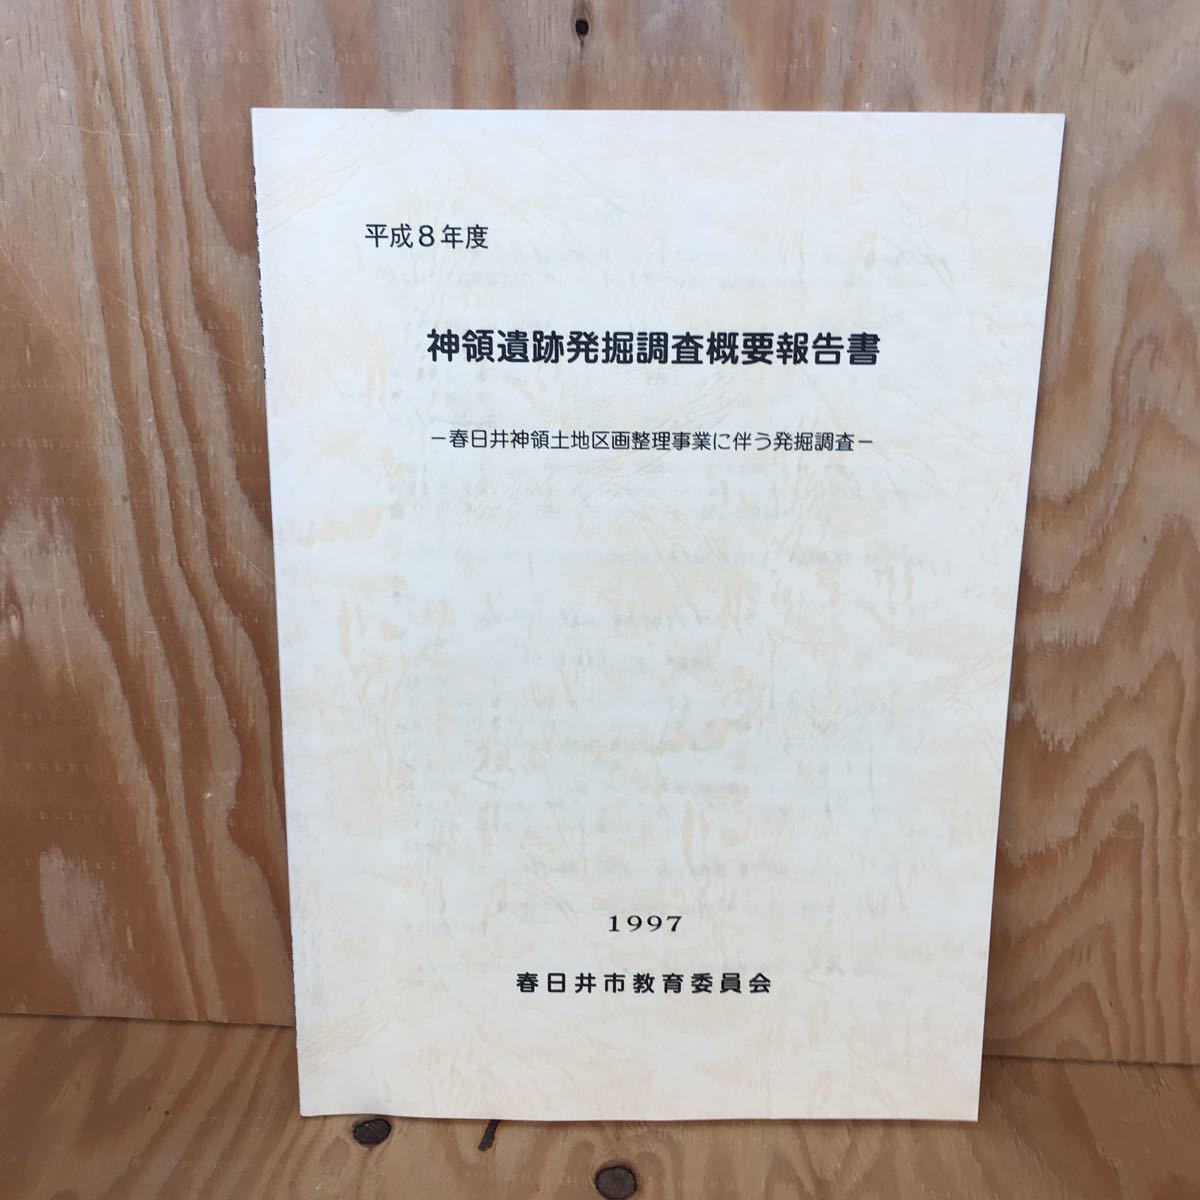 平成８年度
神領遺跡発掘調査概要報告書
－春日井神領土地区画整理事業に伴う発掘調査－
1997
春日井市教育委員会